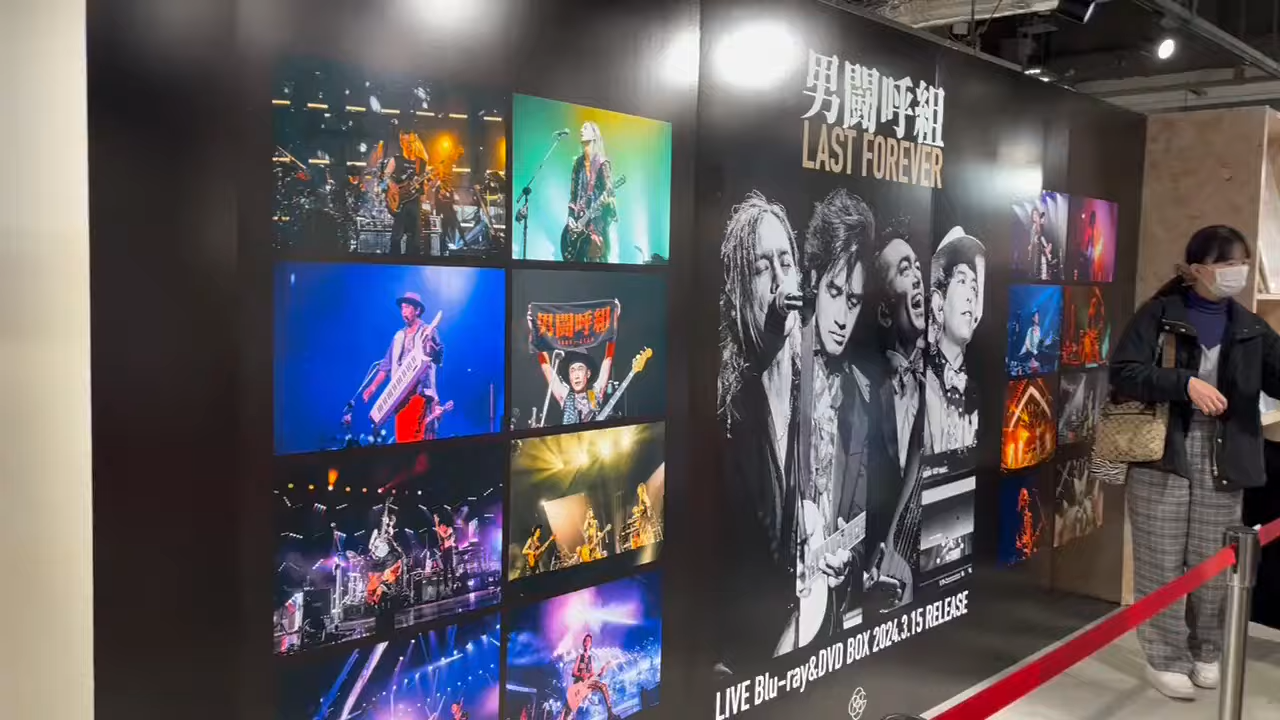 男闘呼組
LAST FOREVER
男闘呼組
LIVE Blu-ray&DVD BOX 2024.3.15 RELEASE